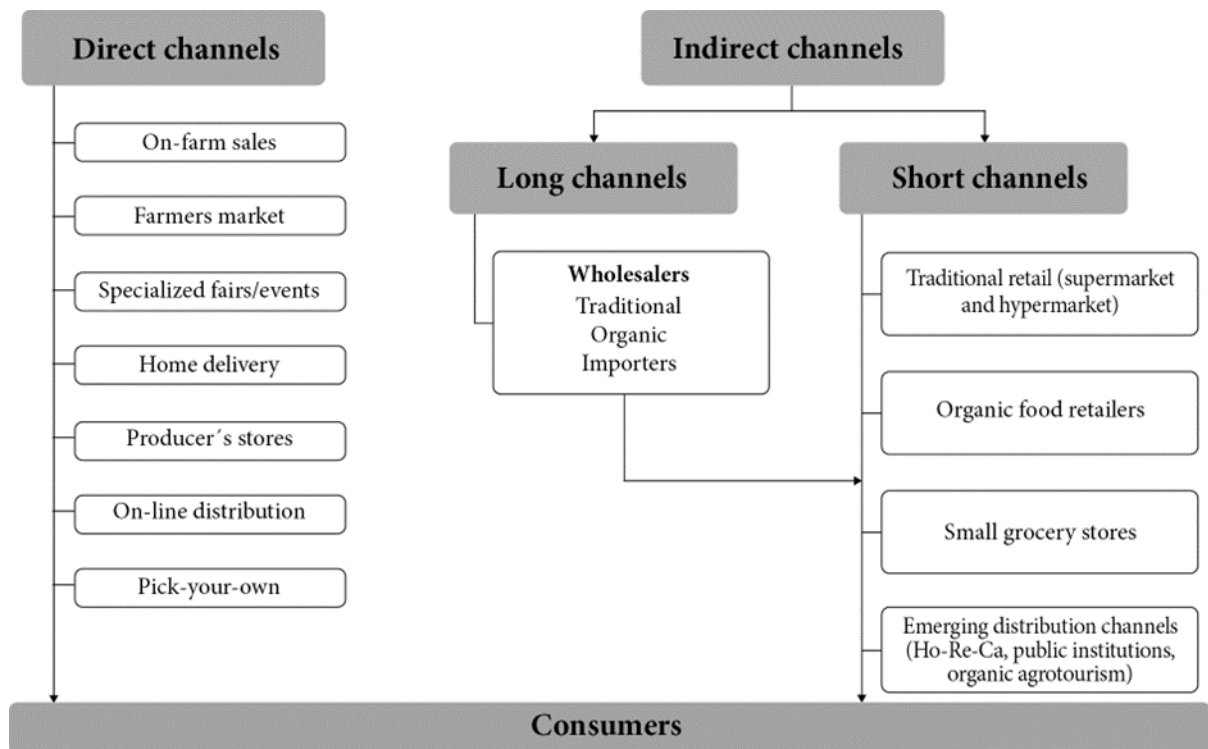 Direct channels
On-farm sales
Farmers market
Specialized fairs/events
Home delivery
Producer´s stores
On-line distribution
Pick-your-own
Indirect channels
Long channels
Wholesalers
Traditional
Organic
Importers
Short channels
Traditional retail (supermarket
and hypermarket)
Organic food retailers
Small grocery stores
Emerging distribution channels
(Ho-Re-Ca, public institutions,
organic agrotourism)
Consumers